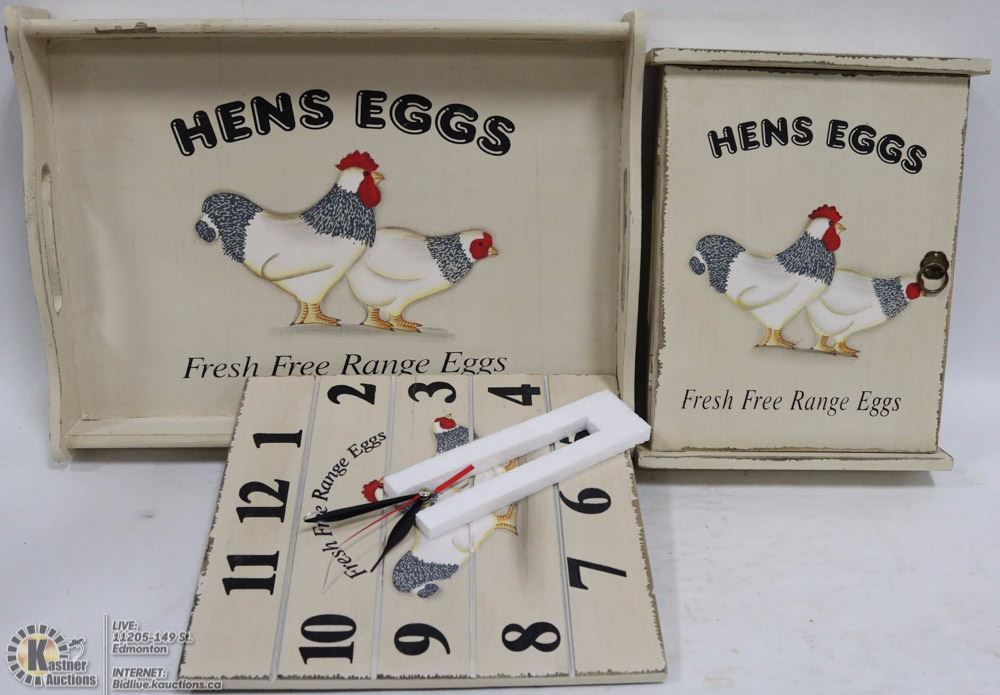 HENS EGGS
Fresh Free Range Eggs
HENS EGGS
Fresh Free Range Eggs
1
2
3
4
6
7
8
9
10
11
12
Fresh Free Range Eggs
Kastner
Auctions
LIVE:
11205-149 St.
Edmonton
INTERNET:
Bidlive.kauctions.ca